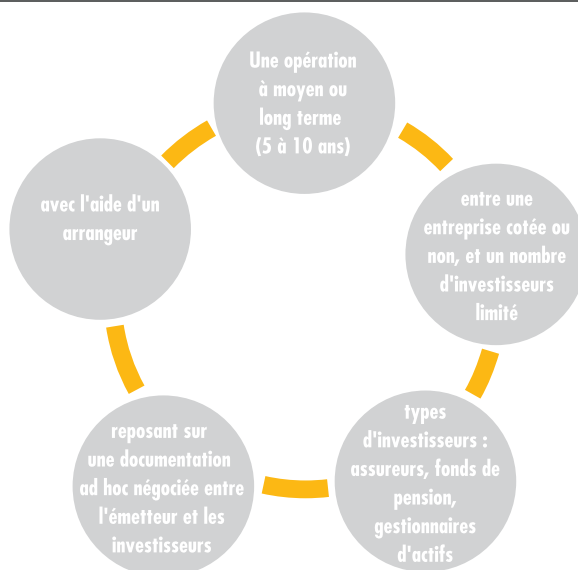 Une opération
à moyen ou
long terme
(5 à 10 ans)
entre une
entreprise cotée ou
non, et un nombre
d'investisseurs
limité
types
d'investisseurs :
assureurs, fonds de
pension,
gestionnaires
d'actifs
reposant sur
une documentation
ad hoc négociée entre
l'émetteur et les
investisseurs
avec l'aide d'un
arrangeur